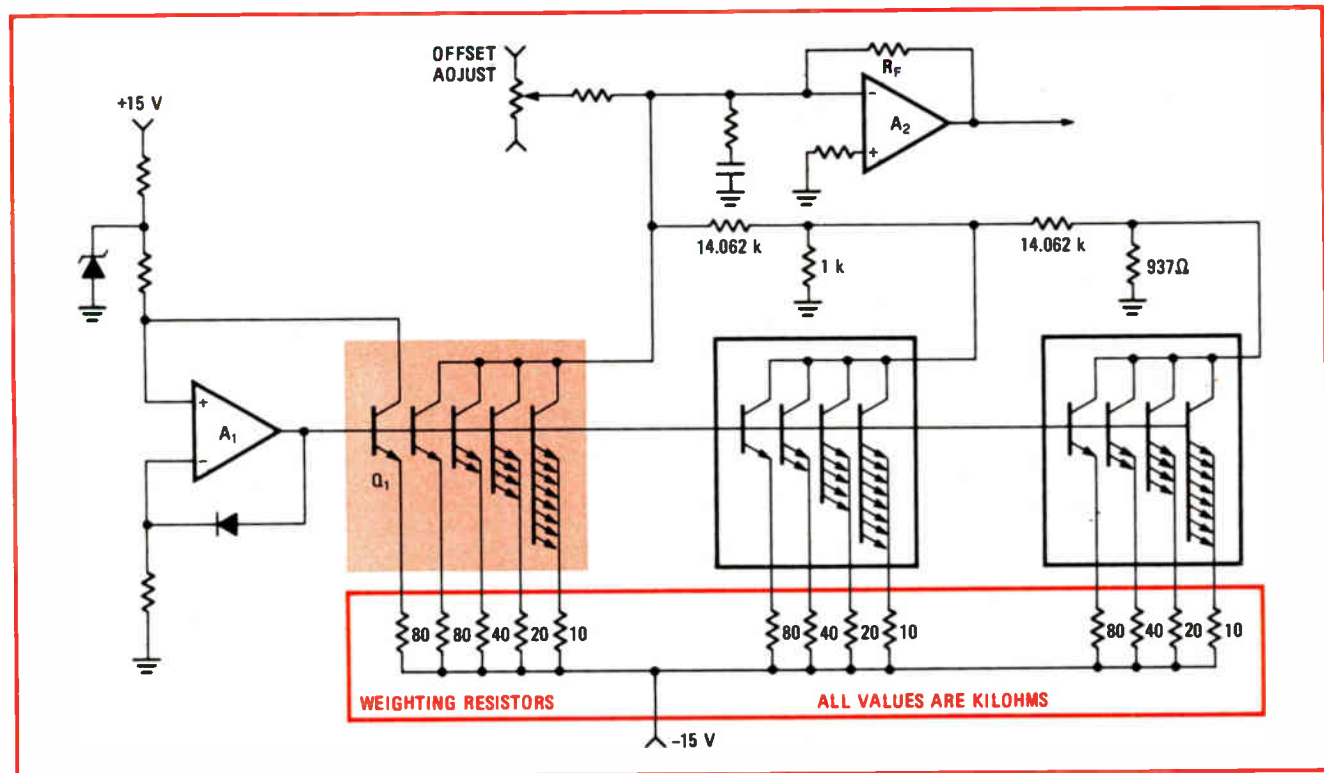 OFFSET
AOJUST
+15 V
R_F
A₂
14.062 k
14.062 k
1 k
937Ω
A₁
Q₁
80
80
40
20
10
80
40
20
10
80
40
20
10
WEIGHTING RESISTORS
ALL VALUES ARE KILOHMS
–15 V